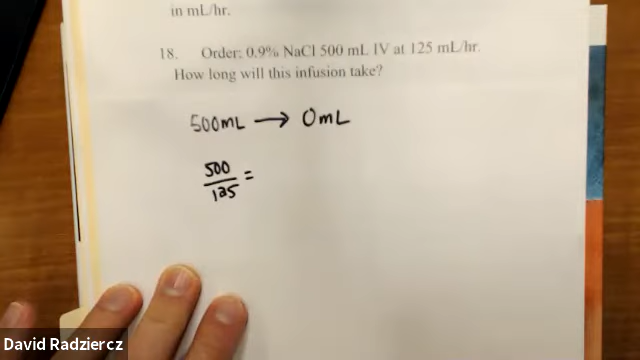 in mL/hr.
18. Order: 0.9% NaCl 500 mL IV at 125 mL/hr.
How long will this infusion take?
500mL → 0mL
500
125 =
David Radziercz